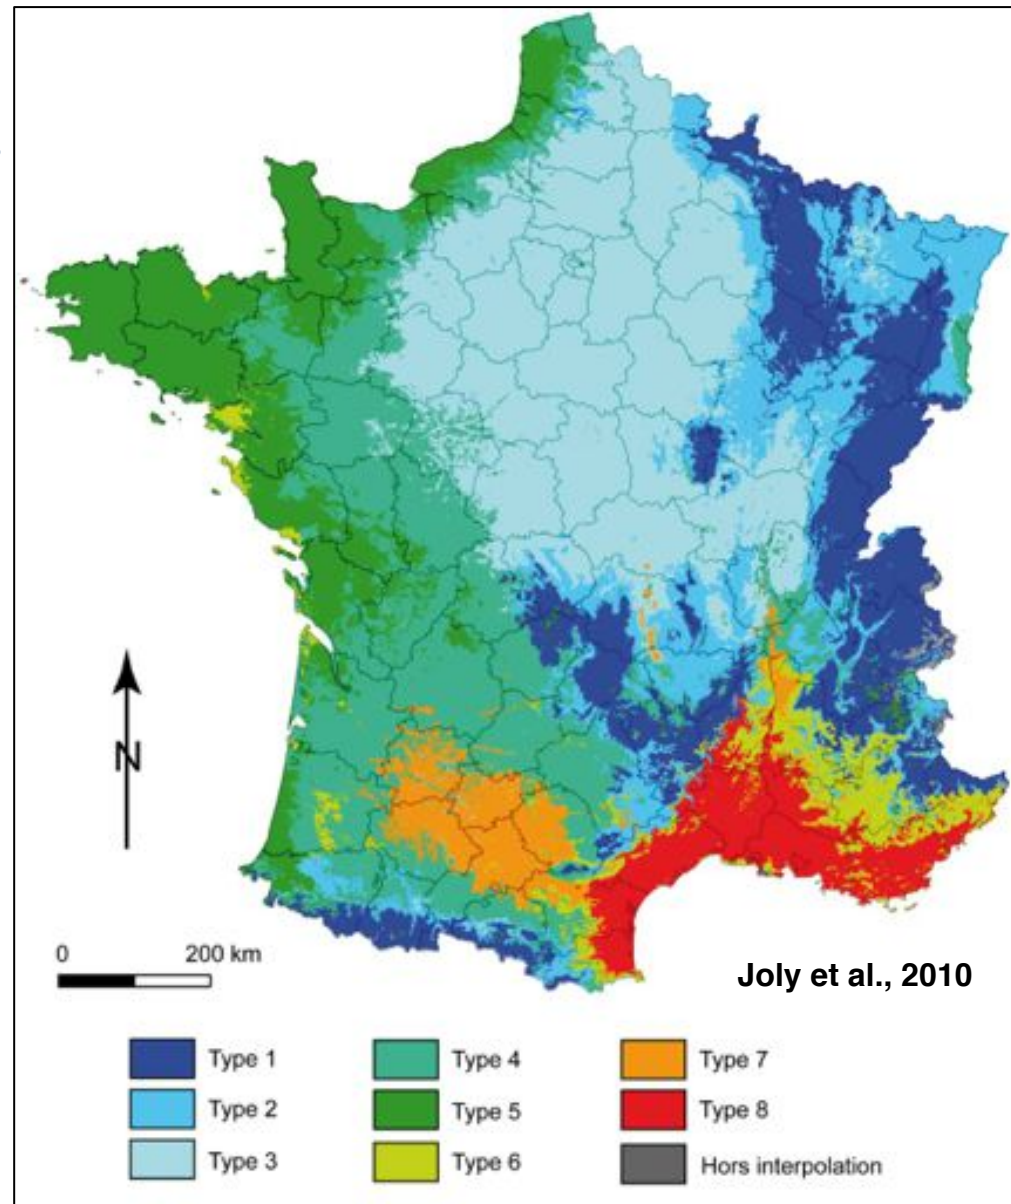 N
0 200 km
Joly et al., 2010
Type 1
Type 4
Type 7
Type 2
Type 5
Type 8
Type 3
Type 6
Hors interpolation